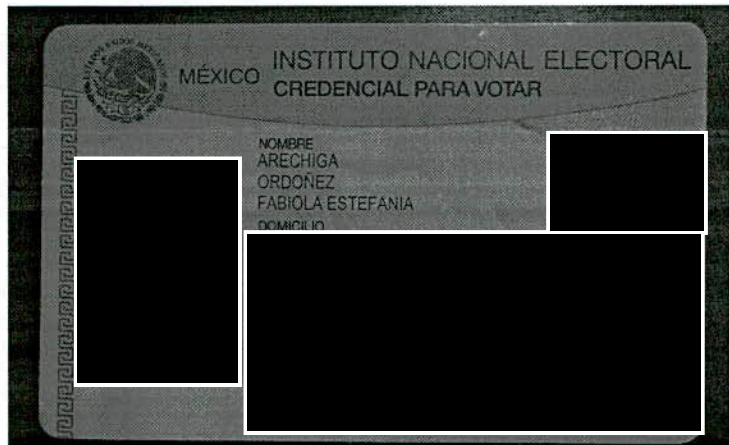 MÉXICO
INSTITUTO NACIONAL ELECTORAL
CREDENCIAL PARA VOTAR
NOMBRE
ARECHIGA
ORDOÑEZ
FABIOLA ESTEFANIA
DOMICILIO